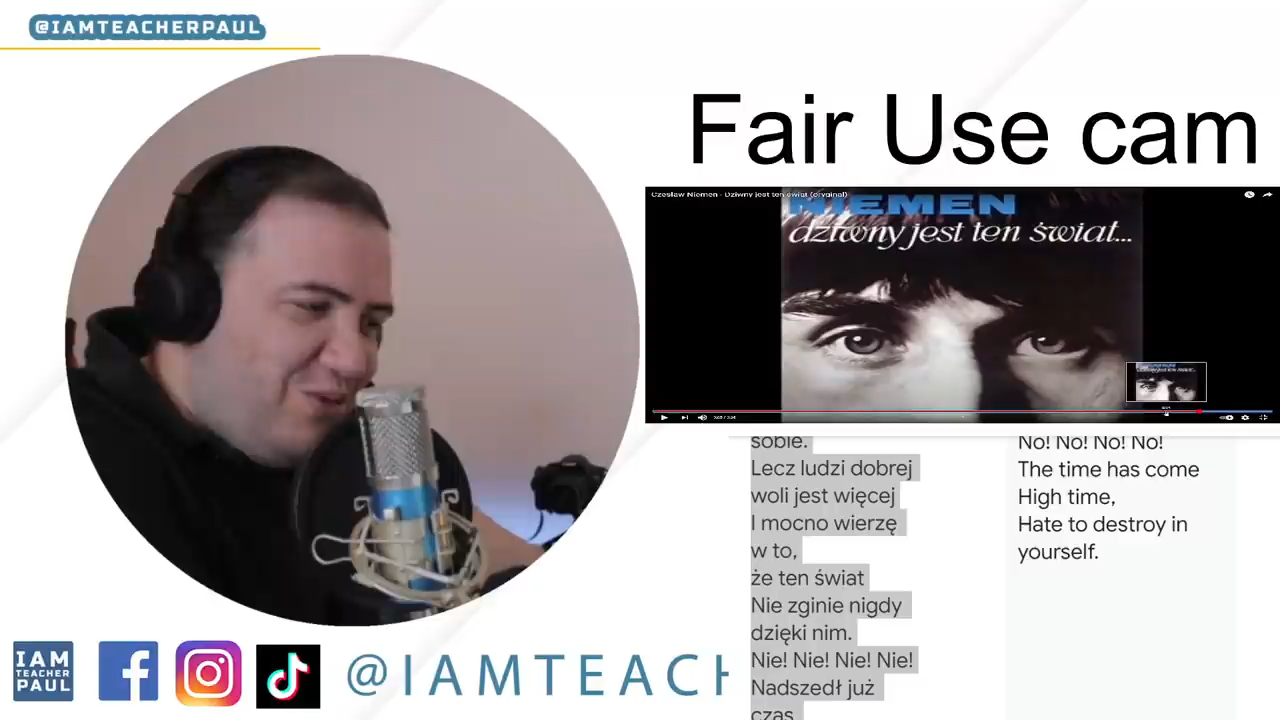 @IAMTEACHERPAUL
Fair Use cam
Czesław Niemen - Dziwny jest ten świat (oryginal)
NIEMEN
dziwny jest ten świat...
sobie.
Lecz ludzi dobrej
woli jest więcej
I mocno wierzę
w to,
że ten świat
Nie zginie nigdy
dzięki nim.
Nie! Nie! Nie! Nie!
Nadszedł już
czas
No! No! No! No!
The time has come
High time,
Hate to destroy in
yourself.
IAM
TEACHER
PAUL
@IAMTEACH